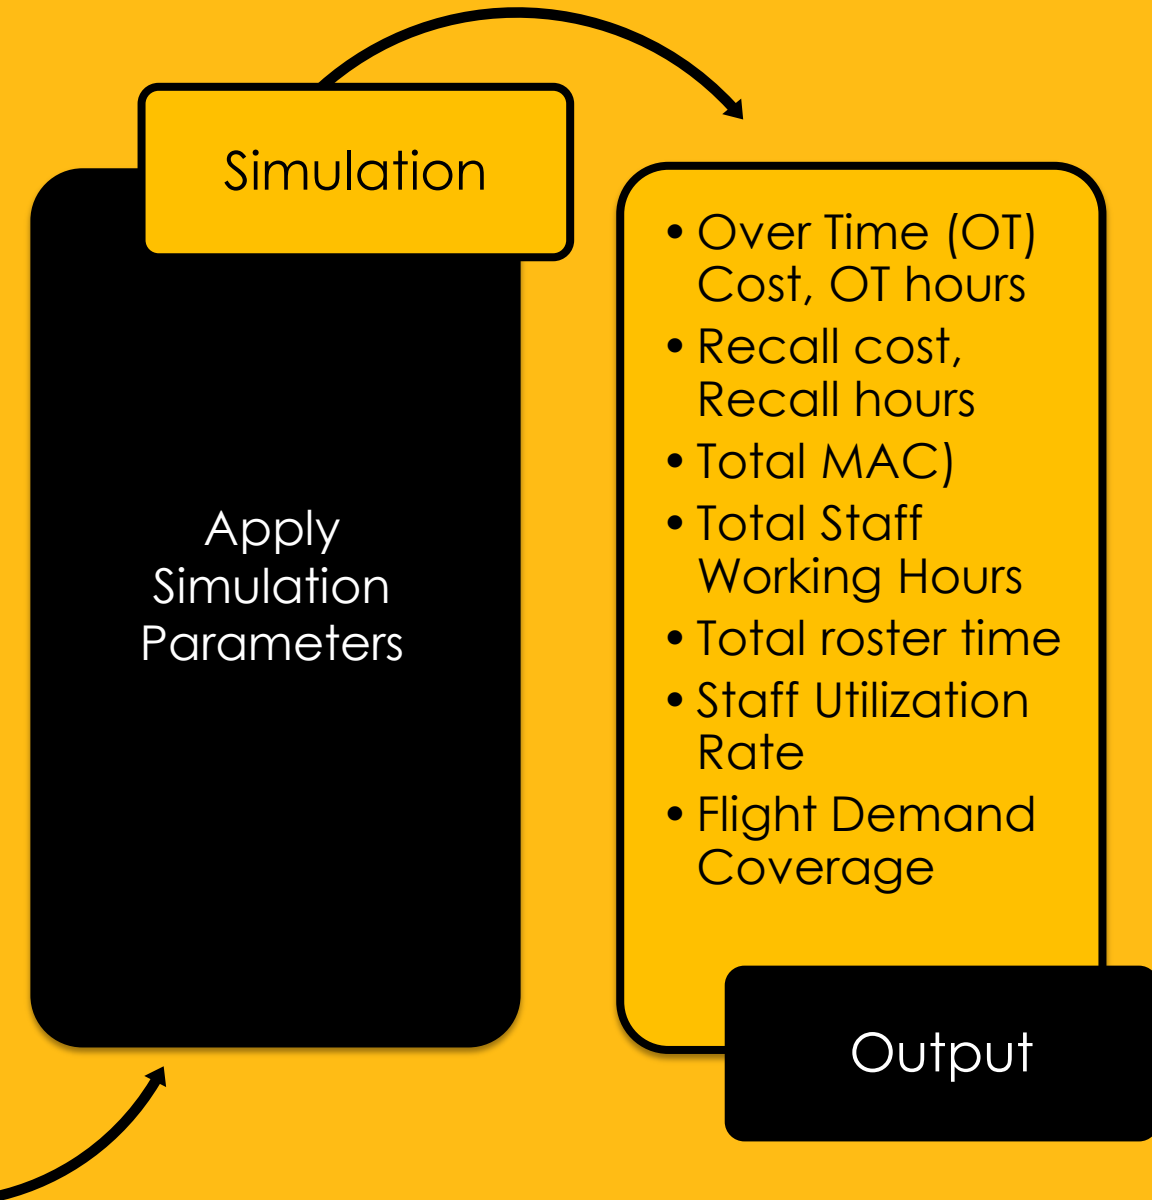 Simulation
Apply
Simulation
Parameters
• Over Time (OT)
Cost, OT hours
• Recall cost,
Recall hours
• Total MAC)
• Total Staff
Working Hours
• Total roster time
• Staff Utilization
Rate
• Flight Demand
Coverage
Output